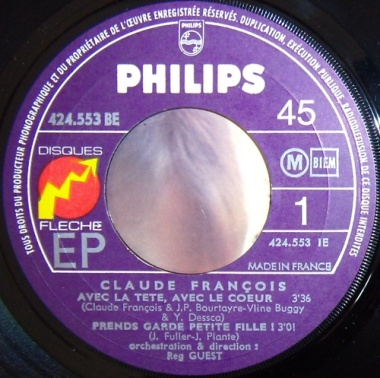 TOUS DROITS DU PRODUCTEUR PHONOGRAPHIQUE ET DU PROPRIÉTAIRE DE L'ŒUVRE ENREGISTRÉE RÉSERVÉS. DUPLICATION, EXÉCUTION PUBLIQUE, RADIODIFFUSION DE CE DISQUE INTERDITES
PHILIPS
PHILIPS
424.553 BE
45
DISQUES
FLECHE
EP
M BIEM
1
424.553 1E
MADE IN FRANCE
CLAUDE FRANÇOIS
AVEC LA TETE, AVEC LE COEUR 3'36
(Claude François & J.P. Bourtayre-Vline Buggy
& Y. Dessca)
PRENDS GARDE PETITE FILLE ! 3'01
(J. Fuller-J. Plante)
orchestration & direction :
Reg GUEST